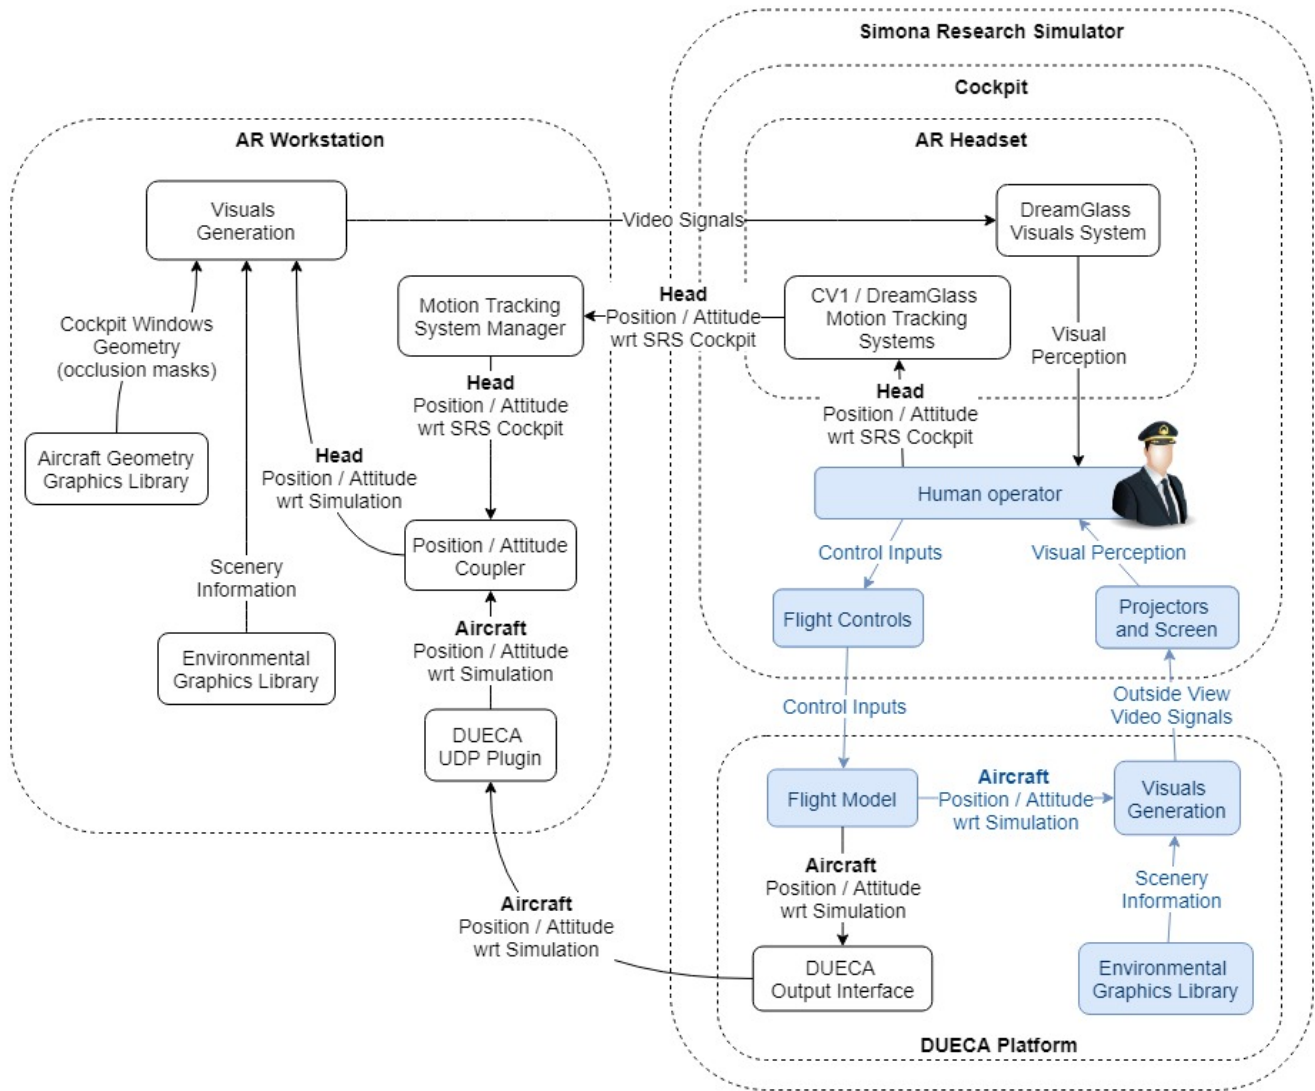 Simona Research Simulator
Cockpit
AR Headset
AR Workstation
Visuals
Generation
Video Signals
DreamGlass
Visuals System
Motion Tracking
System Manager
Head
Position / Attitude
wrt SRS Cockpit
CV1 / DreamGlass
Motion Tracking
Systems
Visual
Perception
Cockpit Windows
Geometry
(occlusion masks)
Head
Position / Attitude
wrt SRS Cockpit
Head
Position / Attitude
wrt SRS Cockpit
Aircraft Geometry
Graphics Library
Head
Position / Attitude
wrt Simulation
Human operator
Position / Attitude
Coupler
Control Inputs
Visual Perception
Scenery
Information
Flight Controls
Projectors
and Screen
Aircraft
Position / Attitude
wrt Simulation
Environmental
Graphics Library
Control Inputs
Outside View
Video Signals
DUECA
UDP Plugin
Flight Model
Aircraft
Position / Attitude
wrt Simulation
Visuals
Generation
Aircraft
Position / Attitude
wrt Simulation
Scenery
Information
Aircraft
Position / Attitude
wrt Simulation
DUECA
Output Interface
Environmental
Graphics Library
DUECA Platform